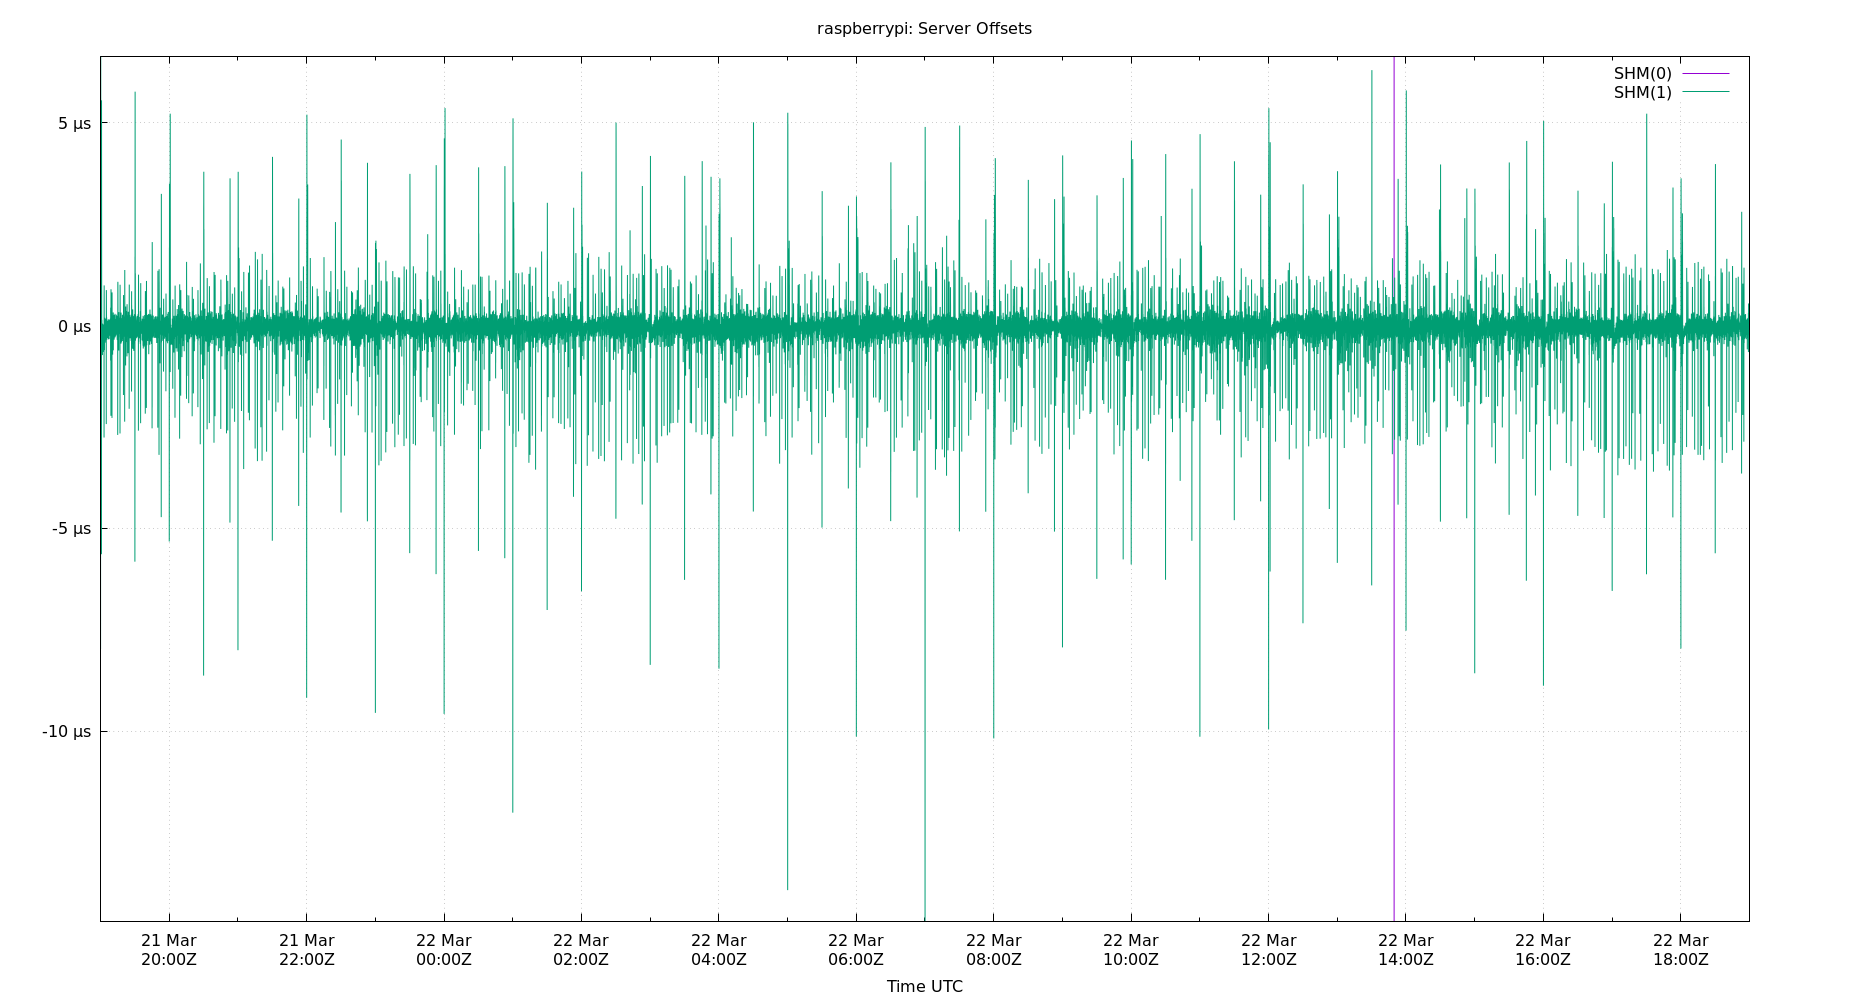 raspberrypi: Server Offsets
SHM(0)
SHM(1)
5 µs
0 µs
-5 µs
-10 µs
21 Mar 21 Mar 22 Mar 22 Mar 22 Mar 22 Mar 22 Mar 22 Mar 22 Mar 22 Mar 22 Mar 22 Mar
20:00Z 22:00Z 00:00Z 02:00Z 04:00Z 06:00Z 08:00Z 10:00Z 12:00Z 14:00Z 16:00Z 18:00Z
Time UTC